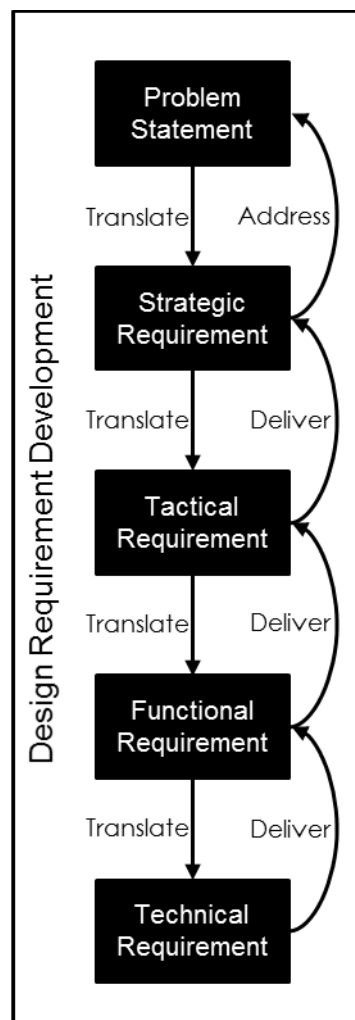 Design Requirement Development
Problem
Statement
Translate
Address
Strategic
Requirement
Translate
Deliver
Tactical
Requirement
Translate
Deliver
Functional
Requirement
Translate
Deliver
Technical
Requirement